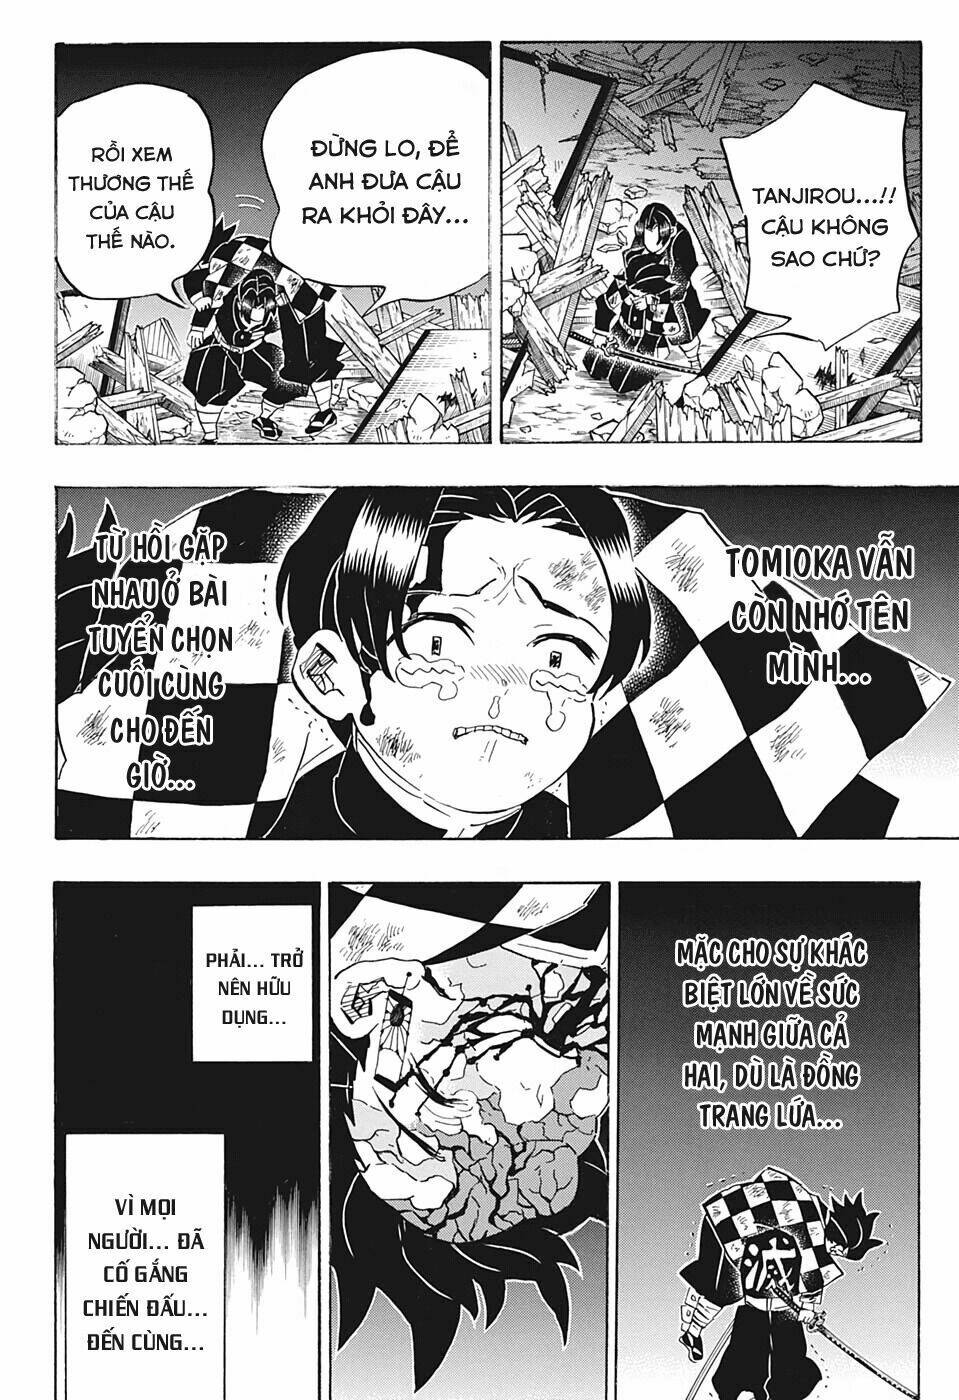 TANJIROU...!!
CẬU KHÔNG
SAO CHỨ?
ĐỪNG LO, ĐỂ
ANH ĐƯA CẬU
RA KHỎI ĐÂY...
RỒI XEM
THƯƠNG THẾ
CỦA CẬU
THẾ NÀO.
TOMIOKA VẪN
CÒN NHỚ TÊN
MÌNH...
TỪ HỒI GẶP
NHAU Ở BÀI
TUYỂN CHỌN
CUỐI CÙNG
CHO ĐẾN
GIỜ...
MẶC CHO SỰ KHÁC
BIỆT LỚN VỀ SỨC
MẠNH GIỮA CẢ
HAI, DÙ LÀ ĐỒNG
TRANG LỨA...
滅
PHẢI... TRỞ
NÊN HỮU
DỤNG...
VÌ MỌI
NGƯỜI... ĐÃ
CỐ GẮNG
CHIẾN ĐẤU...
ĐẾN CÙNG...